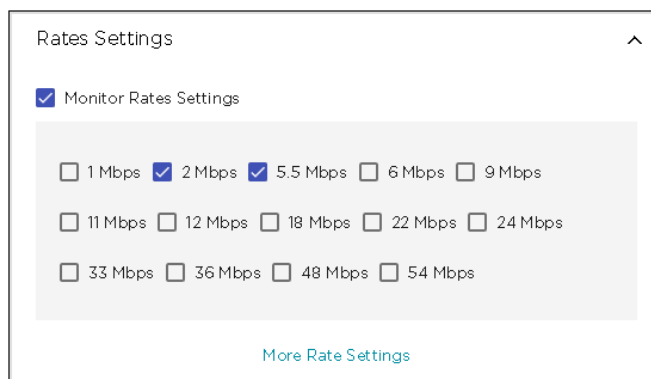 Rates Settings
Monitor Rates Settings
1 Mbps 2 Mbps 5.5 Mbps 6 Mbps 9 Mbps
11 Mbps 12 Mbps 18 Mbps 22 Mbps 24 Mbps
33 Mbps 36 Mbps 48 Mbps 54 Mbps
More Rate Settings